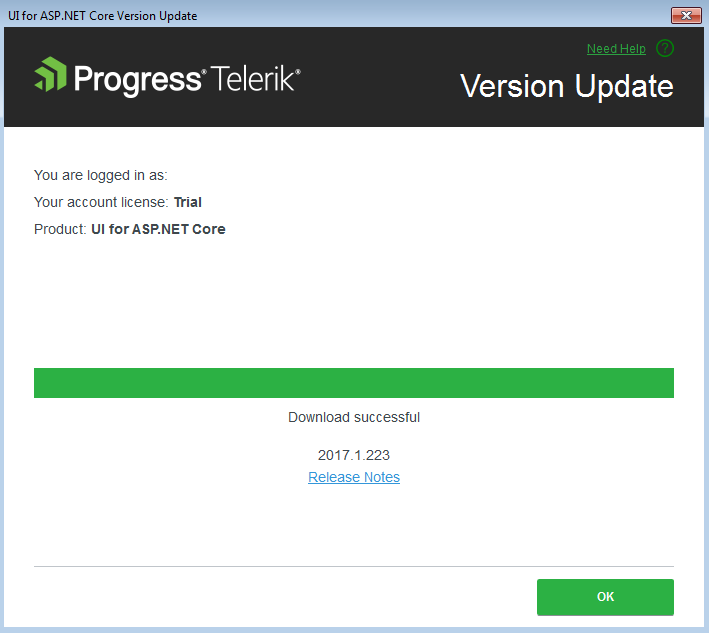 UI for ASP.NET Core Version Update
Need Help ?
Progress® Telerik®
Version Update
You are logged in as:
Your account license: Trial
Product: UI for ASP.NET Core
Download successful
2017.1.223
Release Notes
OK